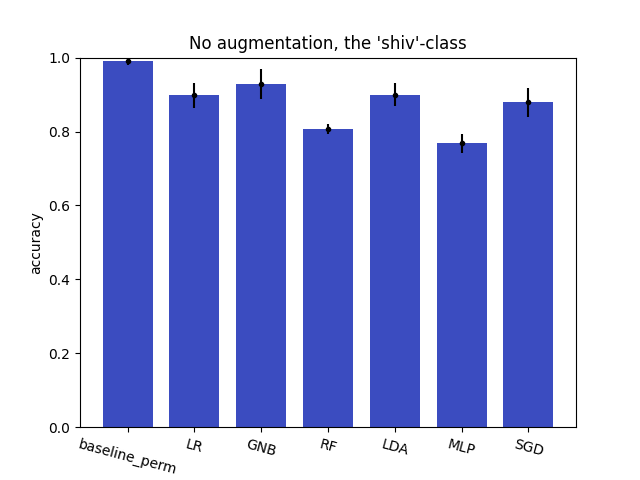 No augmentation, the 'shiv'-class
1.0
0.8
0.6
0.4
0.2
0.0
accuracy
baseline_perm LR GNB RF LDA MLP SGD